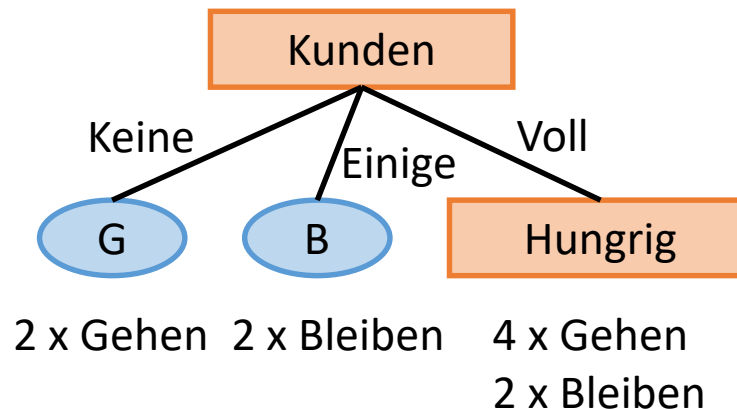 Kunden
Keine
Einige
Voll
G
B
Hungrig
2 x Gehen
2 x Bleiben
4 x Gehen
2 x Bleiben